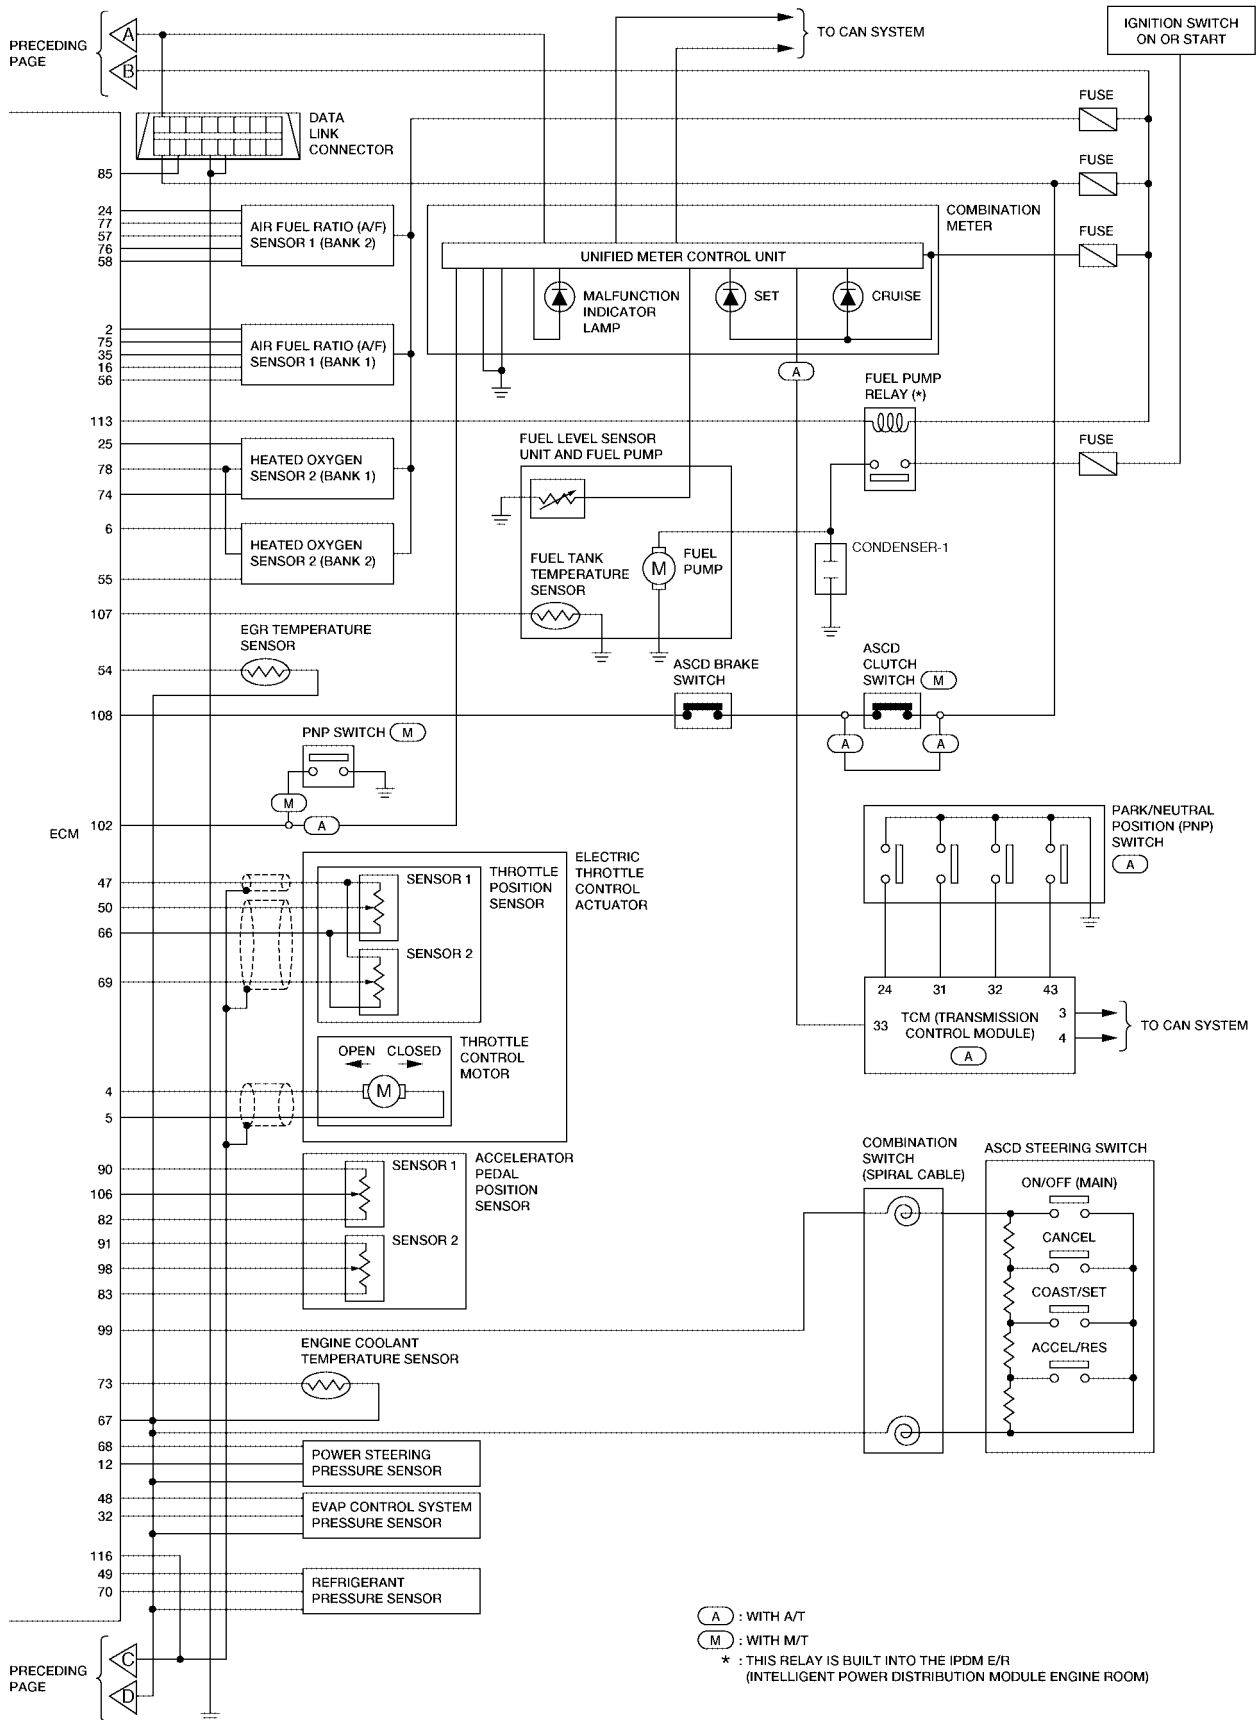 PRECEDING
PAGE
A
B
TO CAN SYSTEM
IGNITION SWITCH
ON OR START
DATA
LINK
CONNECTOR
FUSE
FUSE
FUSE
85
24
77
57
76
58
AIR FUEL RATIO (A/F)
SENSOR 1 (BANK 2)
COMBINATION
METER
UNIFIED METER CONTROL UNIT
MALFUNCTION
INDICATOR
LAMP
SET
CRUISE
2
75
35
16
56
AIR FUEL RATIO (A/F)
SENSOR 1 (BANK 1)
A
FUEL PUMP
RELAY (*)
113
25
78
74
HEATED OXYGEN
SENSOR 2 (BANK 1)
FUEL LEVEL SENSOR
UNIT AND FUEL PUMP
FUSE
6
55
HEATED OXYGEN
SENSOR 2 (BANK 2)
FUEL TANK
TEMPERATURE
SENSOR
M
FUEL
PUMP
CONDENSER-1
107
EGR TEMPERATURE
SENSOR
54
ASCD BRAKE
SWITCH
ASCD
CLUTCH
SWITCH
M
108
A
A
PNP SWITCH
M
M
ECM
102
A
PARK/NEUTRAL
POSITION (PNP)
SWITCH
A
47
50
66
69
SENSOR 1
SENSOR 2
THROTTLE
POSITION
SENSOR
ELECTRIC
THROTTLE
CONTROL
ACTUATOR
24
31
32
43
33
TCM (TRANSMISSION
CONTROL MODULE)
A
3
4
TO CAN SYSTEM
OPEN
CLOSED
M
THROTTLE
CONTROL
MOTOR
4
5
90
106
82
91
98
83
SENSOR 1
SENSOR 2
ACCELERATOR
PEDAL
POSITION
SENSOR
COMBINATION
SWITCH
(SPIRAL CABLE)
ASCD STEERING SWITCH
ON/OFF (MAIN)
CANCEL
COAST/SET
ACCEL/RES
99
ENGINE COOLANT
TEMPERATURE SENSOR
73
67
68
12
POWER STEERING
PRESSURE SENSOR
48
32
EVAP CONTROL SYSTEM
PRESSURE SENSOR
116
49
70
REFRIGERANT
PRESSURE SENSOR
PRECEDING
PAGE
C
D
A : WITH A/T
M : WITH M/T
* : THIS RELAY IS BUILT INTO THE IPDM E/R
(INTELLIGENT POWER DISTRIBUTION MODULE ENGINE ROOM)